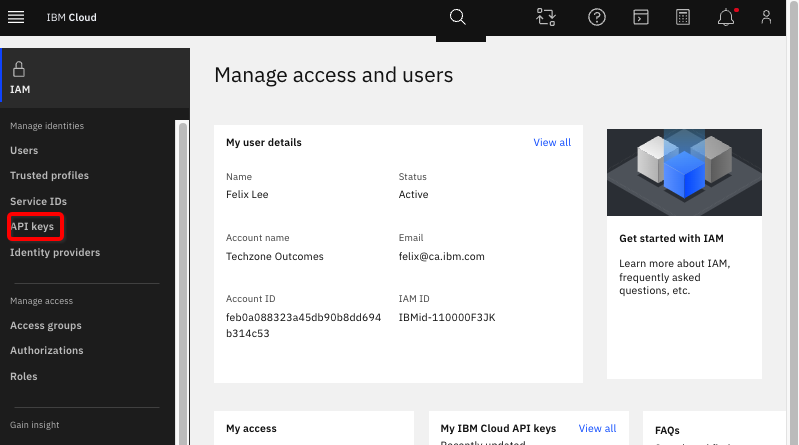 IBM Cloud
IAM
Manage identities
Users
Trusted profiles
Service IDs
API keys
Identity providers
Manage access
Access groups
Authorizations
Roles
Gain insight
Manage access and users
My user details
View all
Name
Status
Felix Lee
Active
Account name
Email
Techzone Outcomes
felix@ca.ibm.com
Account ID
IAM ID
feb0a088323a45db90b8dd694
b314c53
IBMid-110000F3JK
Get started with IAM
Learn more about IAM,
frequently asked
questions, etc.
My access
My IBM Cloud API keys
View all
Recently updated
FAQs